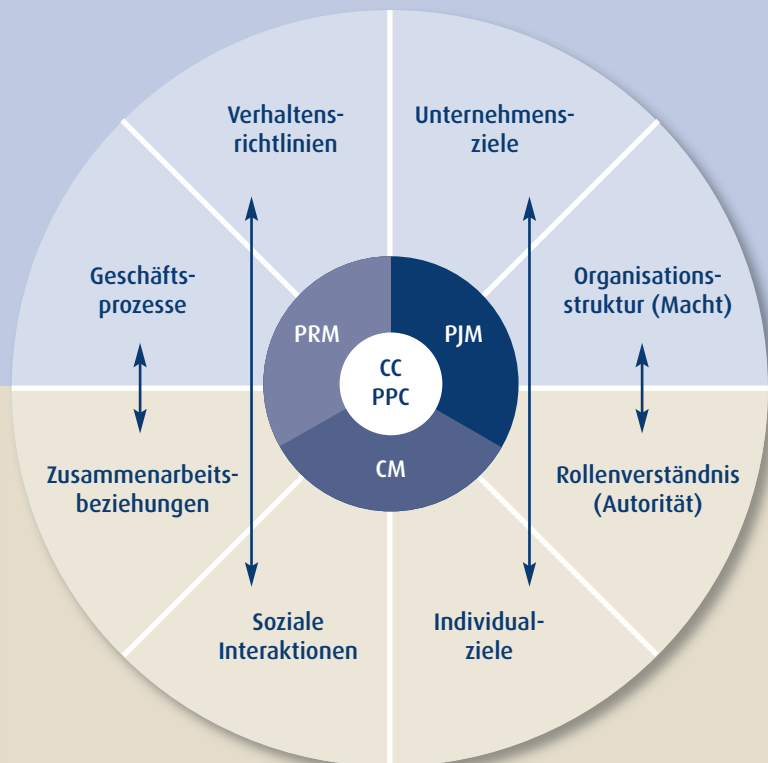 Verhaltens-
richtlinien
Unternehmens-
ziele
Geschäfts-
prozesse
Organisations-
struktur (Macht)
PRM
PJM
CC
PPC
CM
Zusammenarbeits-
beziehungen
Rollenverständnis
(Autorität)
Soziale
Interaktionen
Individual-
ziele